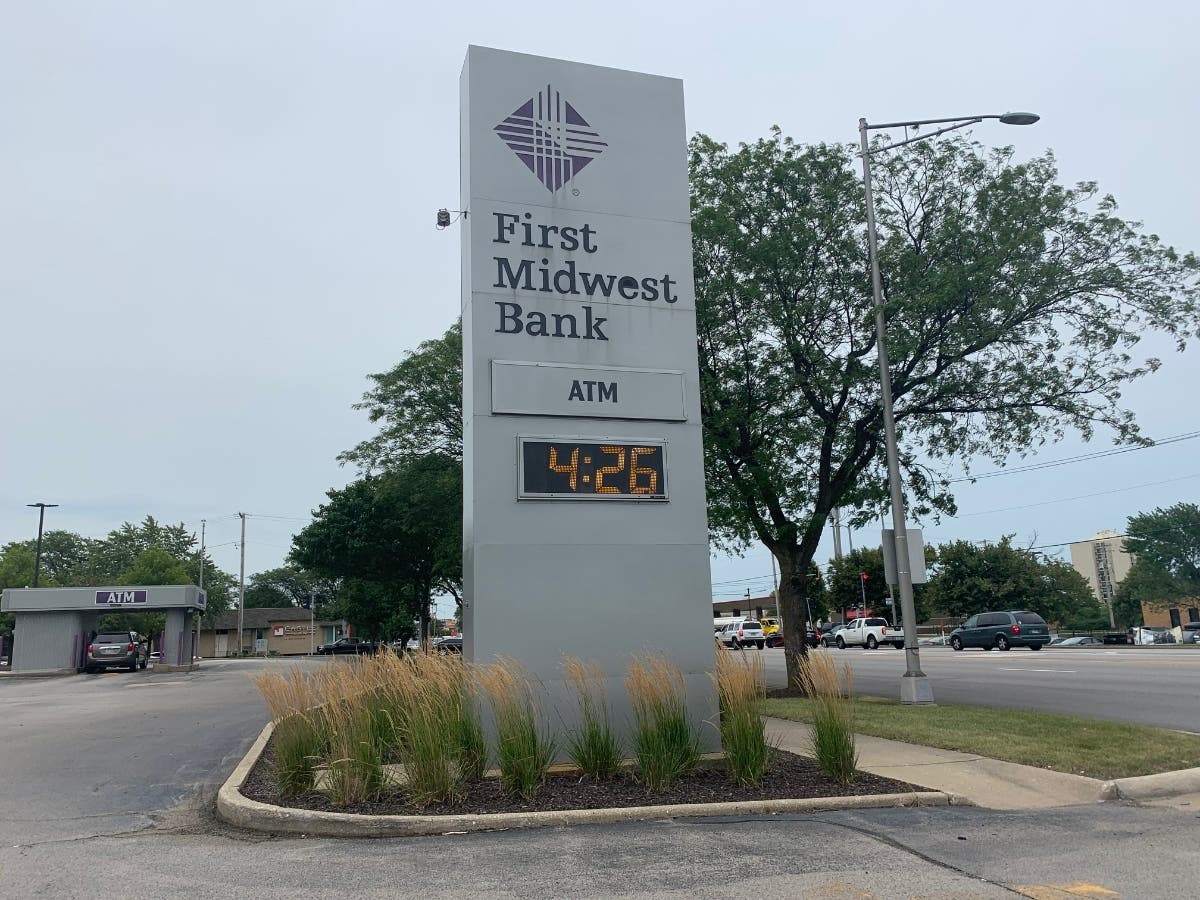 First
Midwest
Bank
ATM
4:26
ATM